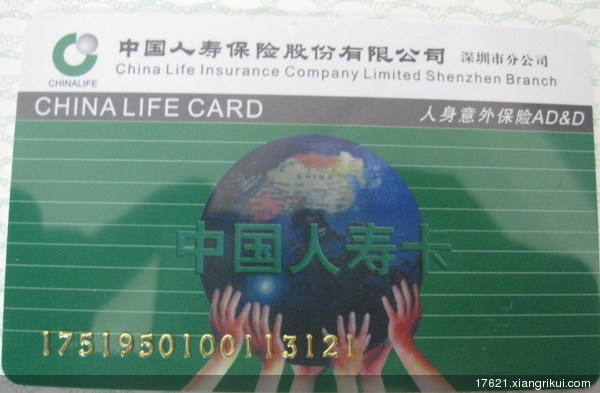 中国人寿保险股份有限公司 深圳市分公司
China Life Insurance Company Limited Shenzhen Branch
CHINALIFE
CHINA LIFE CARD 人身意外保险AD&D
CHINA
中国人寿卡
1751950100113121
17621.xiangrikui.com